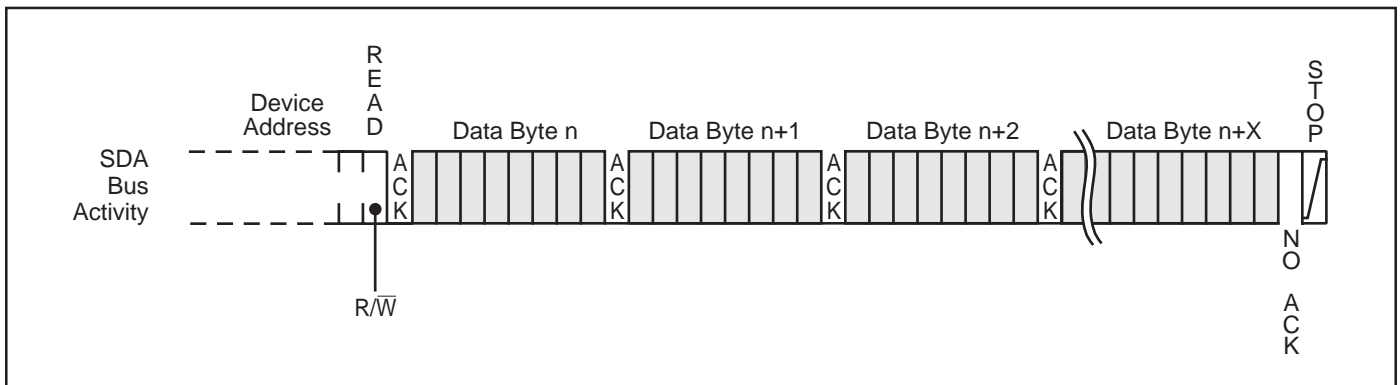 READ
STOP
Device
Address
Data Byte n
Data Byte n+1
Data Byte n+2
Data Byte n+X
SDA
Bus
Activity
ACK
ACK
ACK
ACK
NO ACK
R/W̅